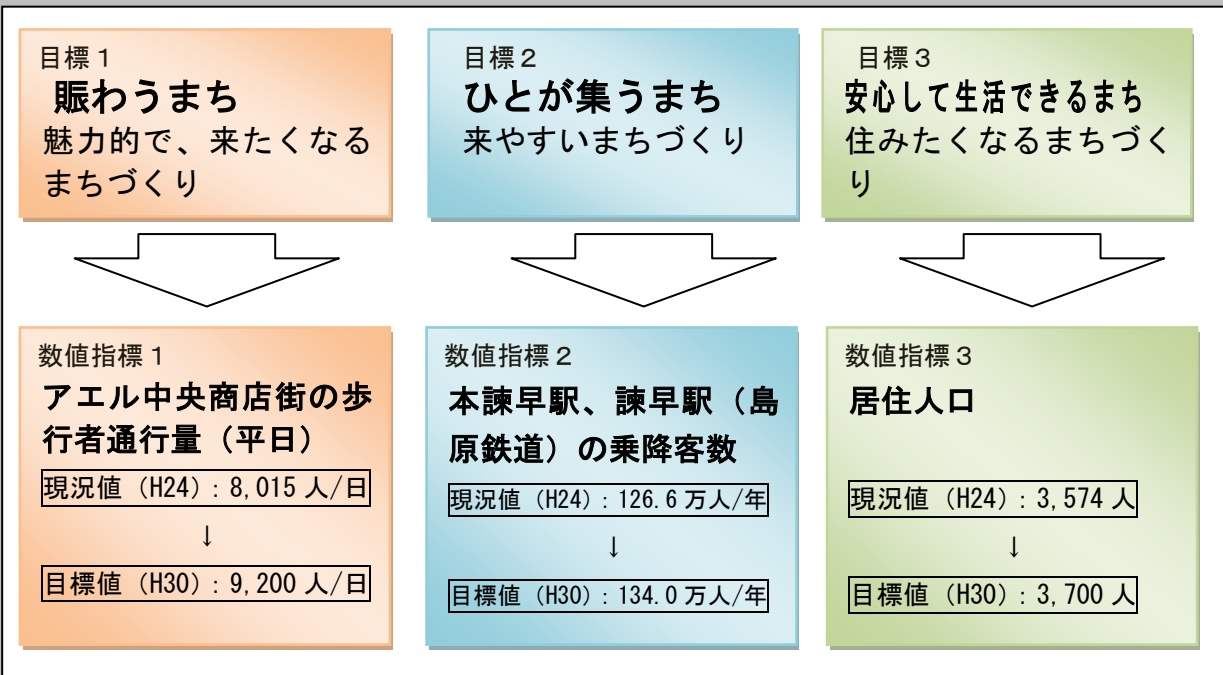 目標１
賑わうまち
魅力的で、来たくなる
まちづくり
目標２
ひとが集うまち
来やすいまちづくり
目標３
安心して生活できるまち
住みたくなるまちづく
り
数値指標１
アエル中央商店街の歩
行者通行量（平日）
現況値（H24）：8,015 人/日
↓
目標値（H30）：9,200 人/日
数値指標２
本諫早駅、諫早駅（島
原鉄道）の乗降客数
現況値（H24）：126.6 万人/年
↓
目標値（H30）：134.0 万人/年
数値指標３
居住人口
現況値（H24）：3,574 人
↓
目標値（H30）：3,700 人